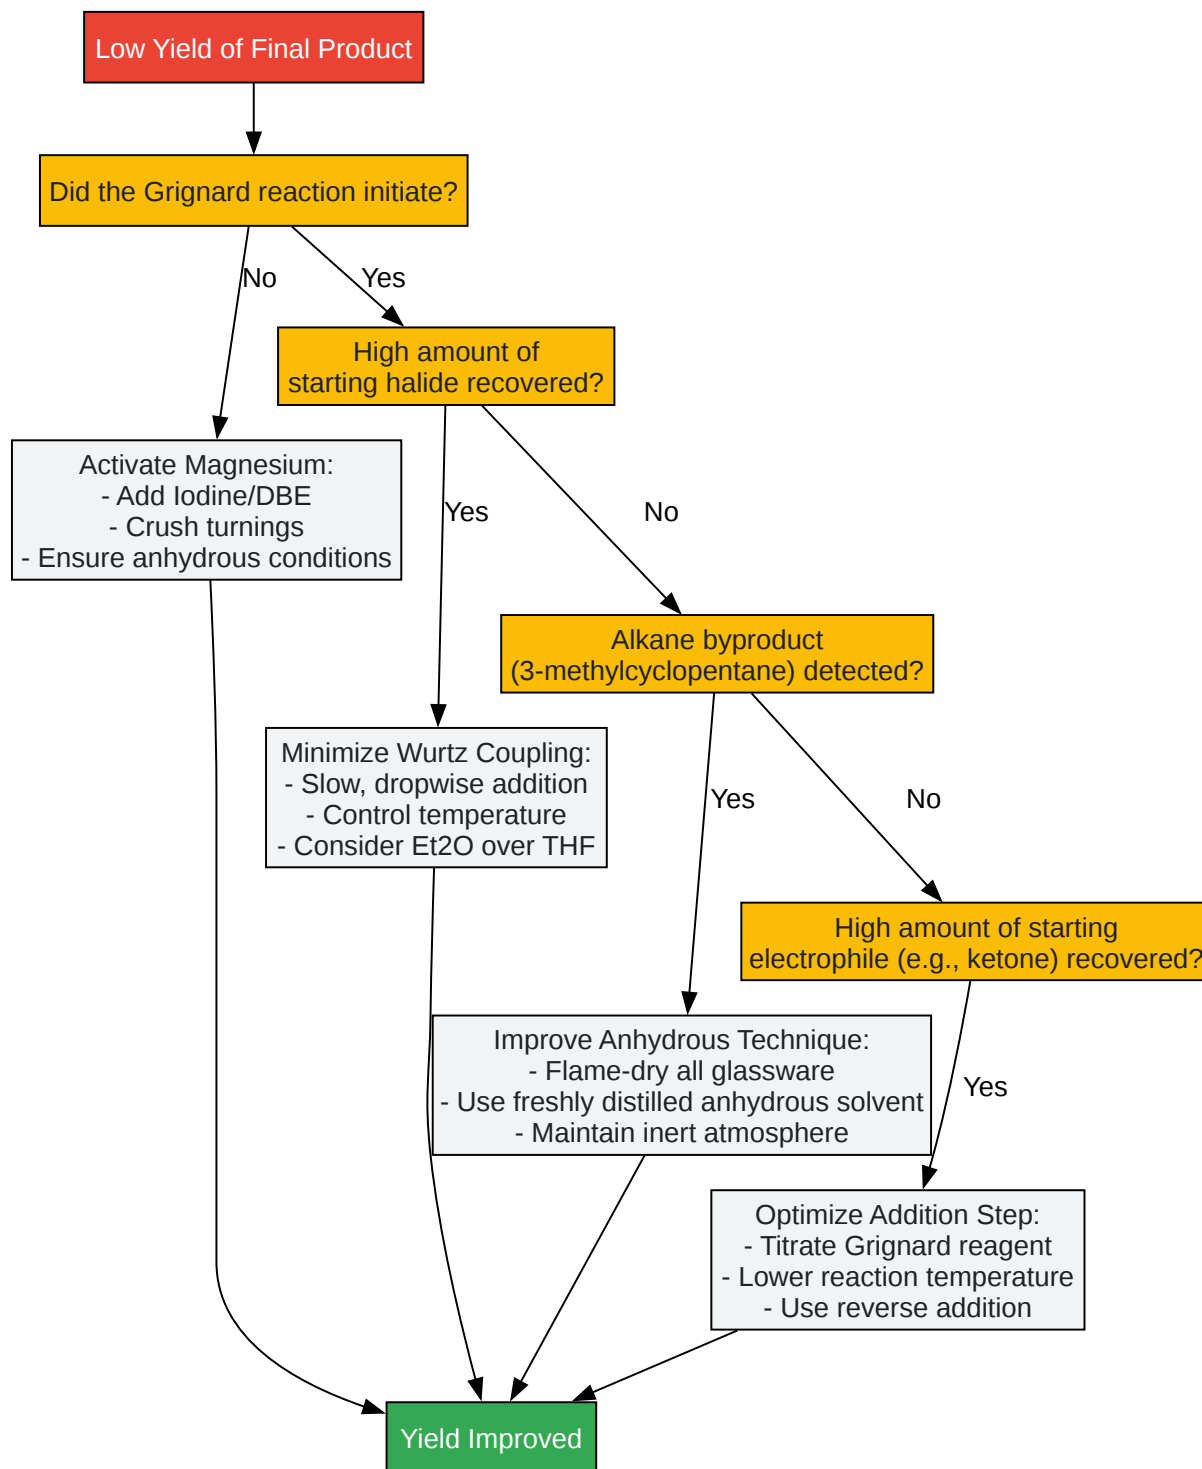 Low Yield of Final Product
Did the Grignard reaction initiate?
No
Yes
High amount of
starting halide recovered?
Activate Magnesium:
- Add Iodine/DBE
- Crush turnings
- Ensure anhydrous conditions
Yes
No
Alkane byproduct
(3-methylcyclopentane) detected?
Minimize Wurtz Coupling:
- Slow, dropwise addition
- Control temperature
- Consider Et2O over THF
Yes
No
High amount of starting
electrophile (e.g., ketone) recovered?
Improve Anhydrous Technique:
- Flame-dry all glassware
- Use freshly distilled anhydrous solvent
- Maintain inert atmosphere
Yes
Optimize Addition Step:
- Titrate Grignard reagent
- Lower reaction temperature
- Use reverse addition
Yield Improved